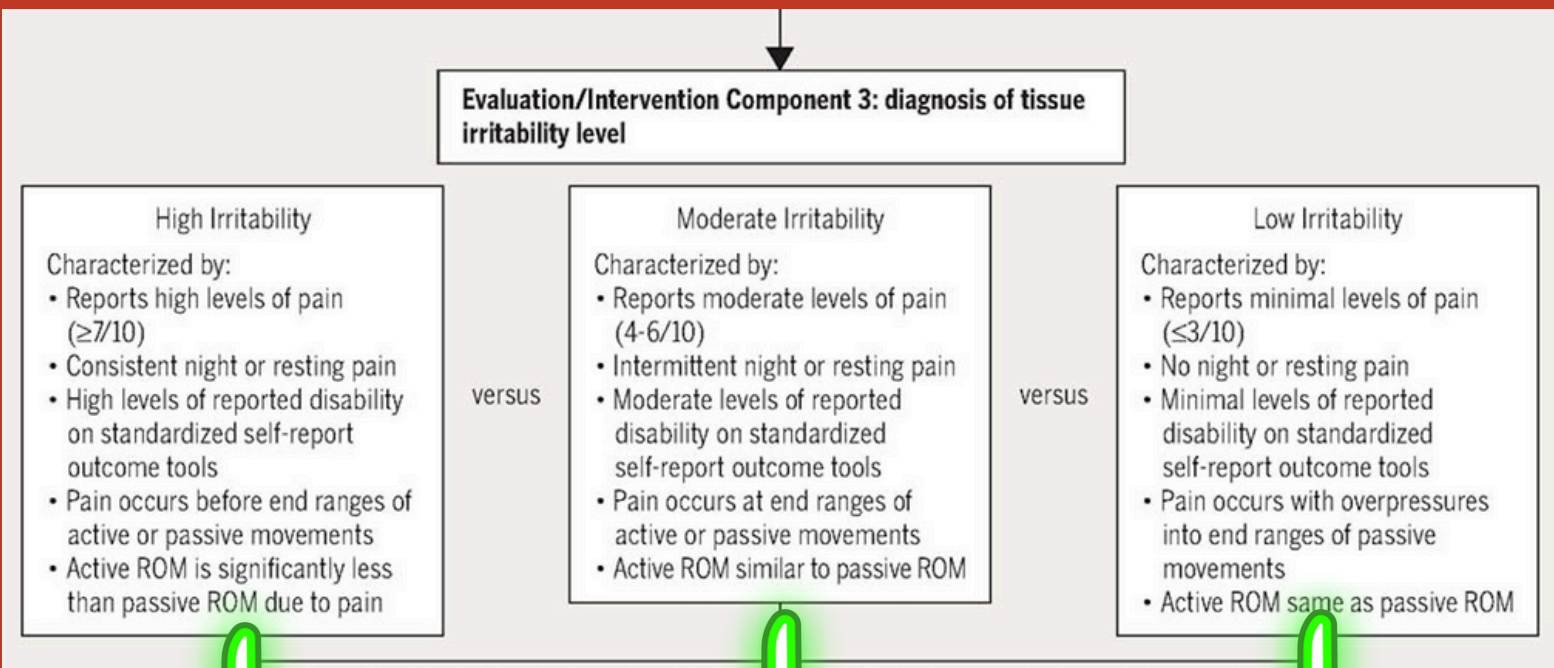 Evaluation/Intervention Component 3: diagnosis of tissue
irritability level
High Irritability
Characterized by:
• Reports high levels of pain
(≥7/10)
• Consistent night or resting pain
• High levels of reported disability
on standardized self-report
outcome tools
• Pain occurs before end ranges of
active or passive movements
• Active ROM is significantly less
than passive ROM due to pain
versus
Moderate Irritability
Characterized by:
• Reports moderate levels of pain
(4-6/10)
• Intermittent night or resting pain
• Moderate levels of reported
disability on standardized
self-report outcome tools
• Pain occurs at end ranges of
active or passive movements
• Active ROM similar to passive ROM
versus
Low Irritability
Characterized by:
• Reports minimal levels of pain
(≤3/10)
• No night or resting pain
• Minimal levels of reported
disability on standardized
self-report outcome tools
• Pain occurs with overpressures
into end ranges of passive
movements
• Active ROM same as passive ROM